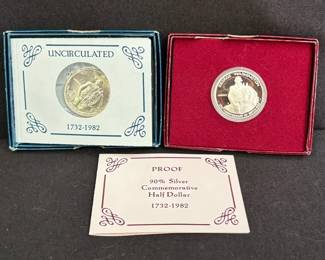 UNCIRCULATED
1732-1982
PROOF
90% Silver
Commemorative
Half Dollar
1732-1982